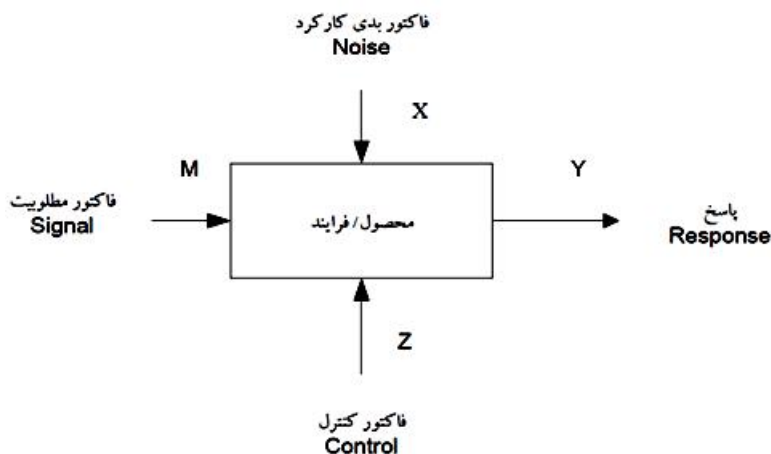 فاکتور بدی کارکرد
Noise
X
M
Y
فاکتور مطلوبیت
Signal
محصول/فرایند
پاسخ
Response
Z
فاکتور کنترل
Control